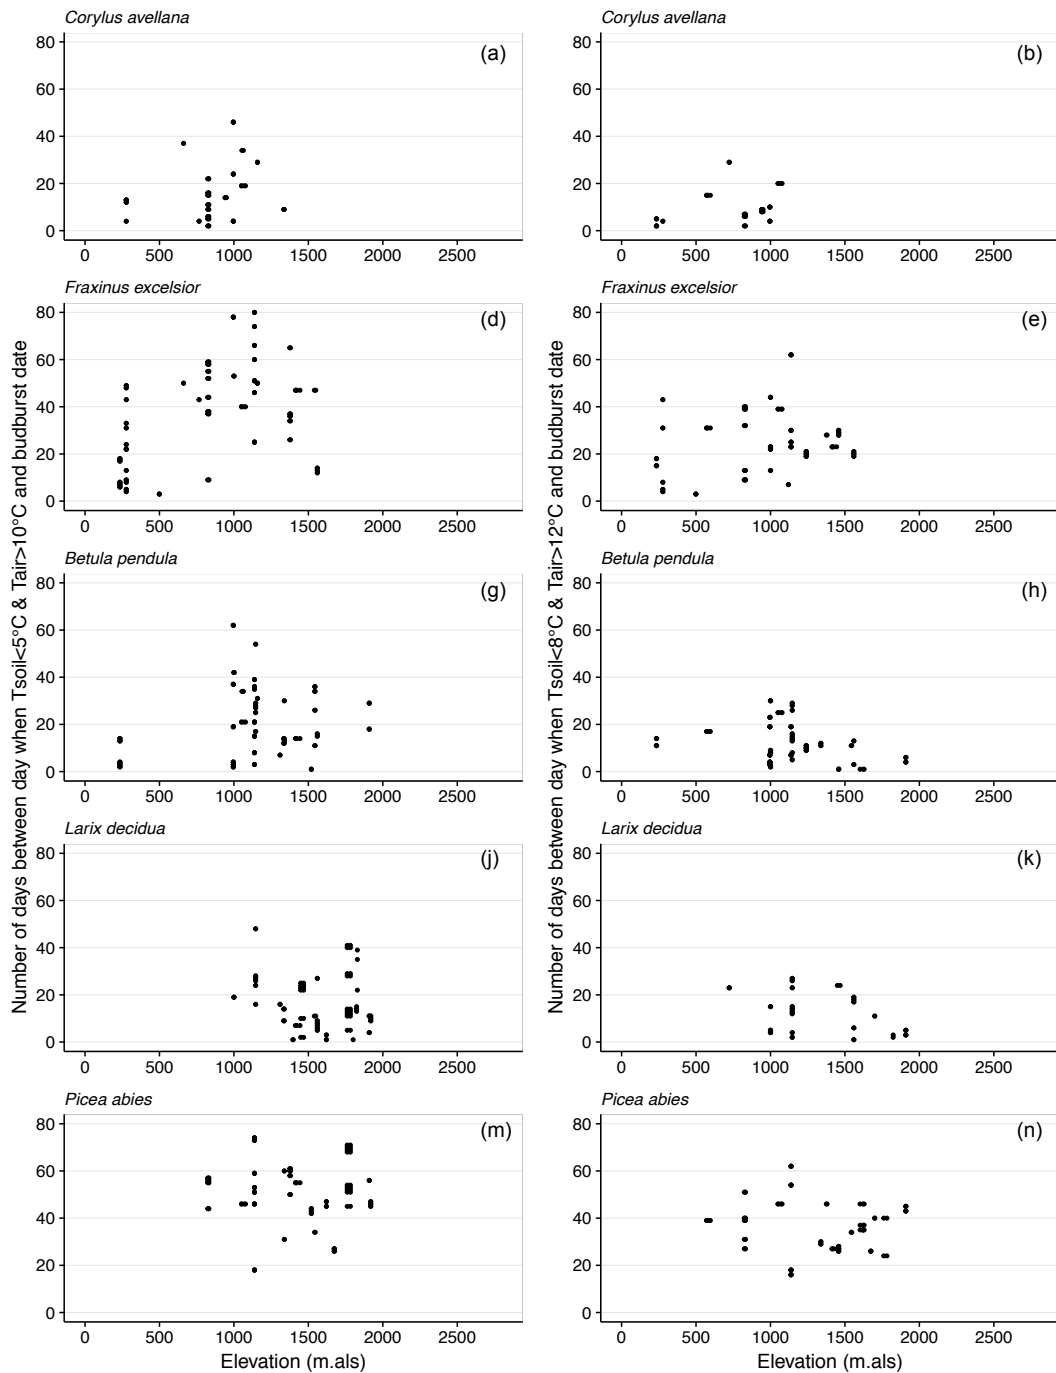 Corylus avellana
(a)
80
60
40
20
0
0 500 1000 1500 2000 2500
Corylus avellana
(b)
80
60
40
20
0
0 500 1000 1500 2000 2500
Fraxinus excelsior
(d)
80
60
40
20
0
0 500 1000 1500 2000 2500
Fraxinus excelsior
(e)
80
60
40
20
0
0 500 1000 1500 2000 2500
Betula pendula
(g)
80
60
40
20
0
0 500 1000 1500 2000 2500
Betula pendula
(h)
80
60
40
20
0
0 500 1000 1500 2000 2500
Larix decidua
(j)
80
60
40
20
0
0 500 1000 1500 2000 2500
Larix decidua
(k)
80
60
40
20
0
0 500 1000 1500 2000 2500
Picea abies
(m)
80
60
40
20
0
0 500 1000 1500 2000 2500
Picea abies
(n)
80
60
40
20
0
0 500 1000 1500 2000 2500
Elevation (m.als)
Elevation (m.als)
Number of days between day when Tsoil<5°C & Tair>10°C and budburst date
Number of days between day when Tsoil<8°C & Tair>12°C and budburst date